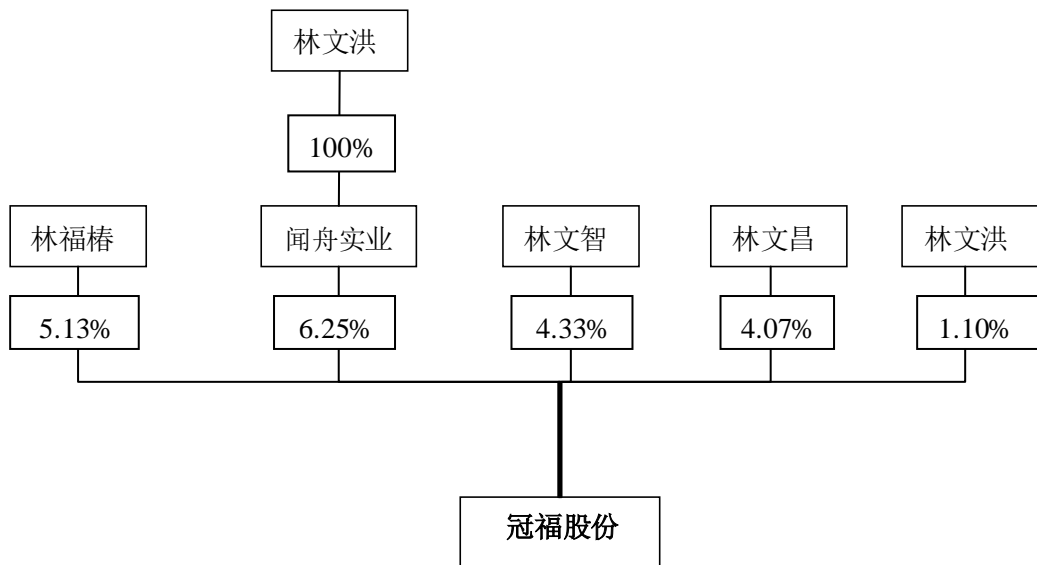 林文洪
100%
林福椿 闻舟实业 林文智 林文昌 林文洪
5.13% 6.25% 4.33% 4.07% 1.10%
冠福股份